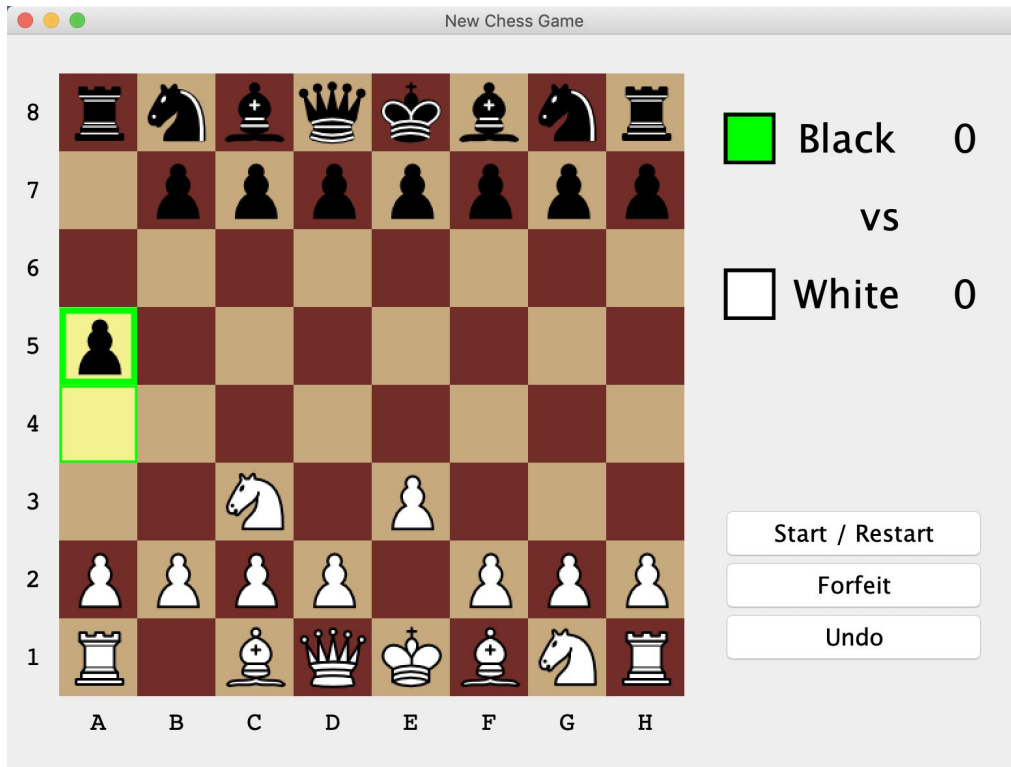 New Chess Game
8
7
6
5
4
3
2
1
A B C D E F G H
Black 0
vs
White 0
Start / Restart
Forfeit
Undo